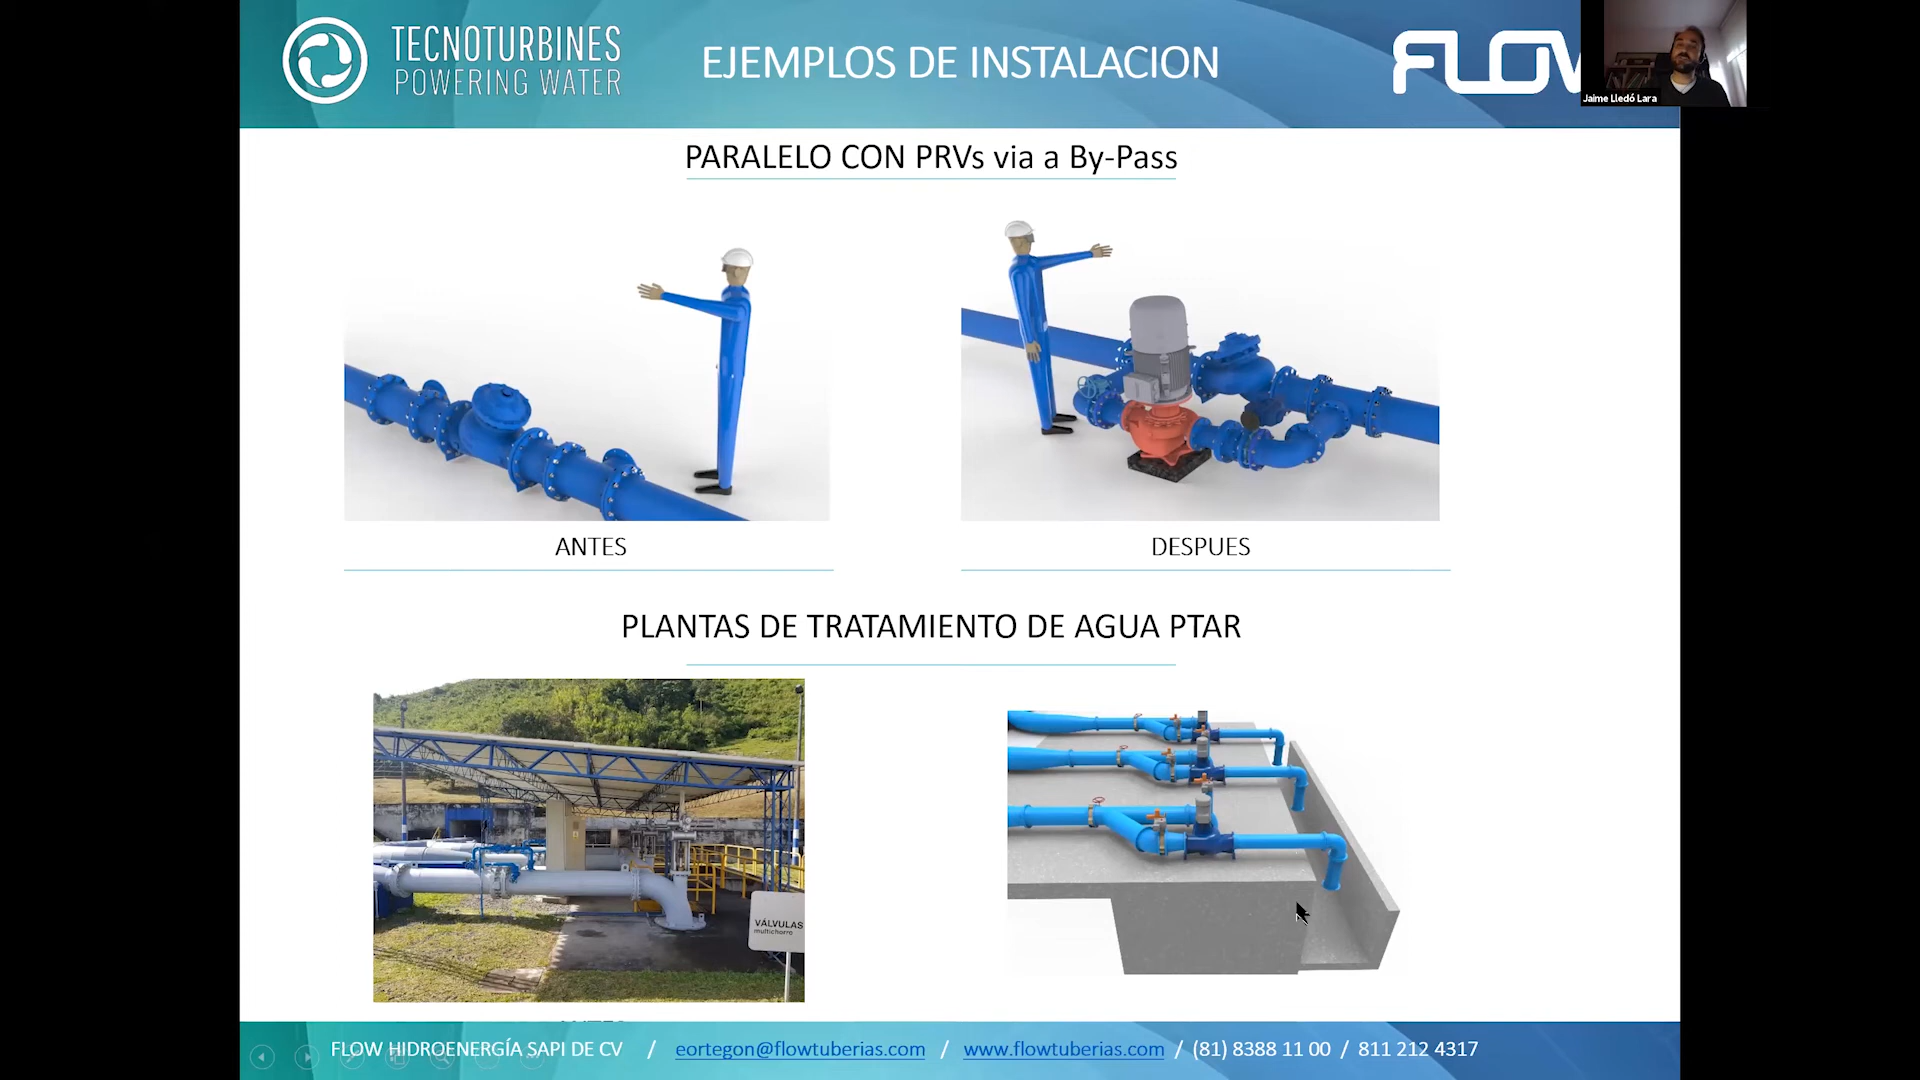 TECNOTURBINES
POWERING WATER
EJEMPLOS DE INSTALACION
FLOW
Jaime Lledó Lara
PARALELO CON PRVs via a By-Pass
ANTES
DESPUES
PLANTAS DE TRATAMIENTO DE AGUA PTAR
VÁLVULAS
multichorro
FLOW HIDROENERGÍA SAPI DE CV / eortegon@flowtuberias.com / www.flowtuberias.com / (81) 8388 11 00 / 811 212 4317